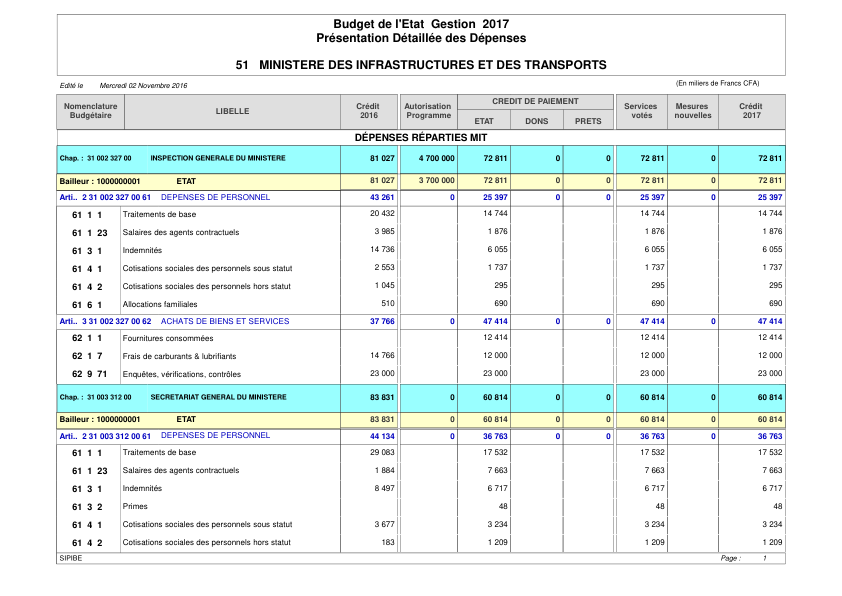 Budget de l'Etat Gestion 2017
Présentation Détaillée des Dépenses
51 MINISTERE DES INFRASTRUCTURES ET DES TRANSPORTS
Edité le Mercredi 02 Novembre 2016 (En milliers de Francs CFA)
Nomenclature Budgétaire LIBELLE Crédit 2016 Autorisation Programme CREDIT DE PAIEMENT ETAT DONS PRETS Services votés Mesures nouvelles Crédit 2017
DÉPENSES RÉPARTIES MIT
Chap. : 31 002 327 00 INSPECTION GENERALE DU MINISTERE 81 027 4 700 000 72 811 0 0 72 811 0 72 811
Bailleur : 1000000001 ETAT 81 027 3 700 000 72 811 0 0 72 811 0 72 811
Arti.. 2 31 002 327 00 61 DEPENSES DE PERSONNEL 43 261 0 25 397 0 0 25 397 0 25 397
61 1 1 Traitements de base 20 432 14 744 14 744 14 744
61 1 23 Salaires des agents contractuels 3 985 1 876 1 876 1 876
61 3 1 Indemnités 14 736 6 055 6 055 6 055
61 4 1 Cotisations sociales des personnels sous statut 2 553 1 737 1 737 1 737
61 4 2 Cotisations sociales des personnels hors statut 1 045 295 295 295
61 6 1 Allocations familiales 510 690 690 690
Arti.. 3 31 002 327 00 62 ACHATS DE BIENS ET SERVICES 37 766 0 47 414 0 0 47 414 0 47 414
62 1 1 Fournitures consommées 12 414 12 414 12 414
62 1 7 Frais de carburants & lubrifiants 14 766 12 000 12 000 12 000
62 9 71 Enquêtes, vérifications, contrôles 23 000 23 000 23 000 23 000
Chap. : 31 003 312 00 SECRETARIAT GENERAL DU MINISTERE 83 831 0 60 814 0 0 60 814 0 60 814
Bailleur : 1000000001 ETAT 83 831 0 60 814 0 0 60 814 0 60 814
Arti.. 2 31 003 312 00 61 DEPENSES DE PERSONNEL 44 134 0 36 763 0 0 36 763 0 36 763
61 1 1 Traitements de base 29 083 17 532 17 532 17 532
61 1 23 Salaires des agents contractuels 1 884 7 663 7 663 7 663
61 3 1 Indemnités 8 497 6 717 6 717 6 717
61 3 2 Primes 48 48 48
61 4 1 Cotisations sociales des personnels sous statut 3 677 3 234 3 234 3 234
61 4 2 Cotisations sociales des personnels hors statut 183 1 209 1 209 1 209
SIPIBE Page : 1